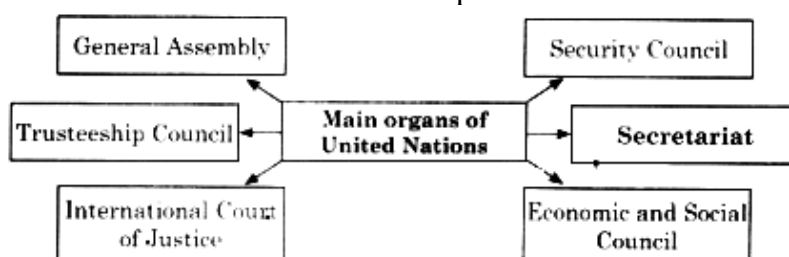 General Assembly
Security Council
Trusteeship Council
Main organs of
United Nations
Secretariat
International Court
of Justice
Economic and Social
Council